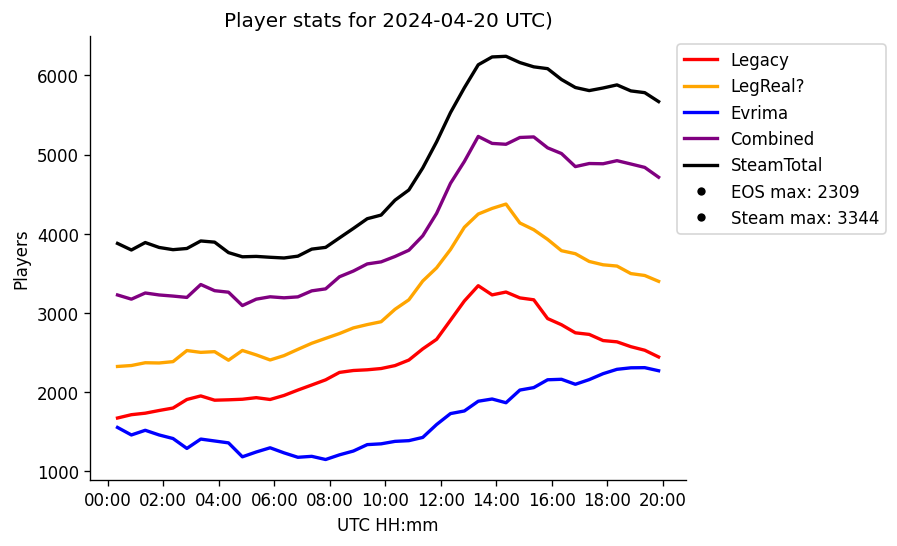 Player stats for 2024-04-20 UTC)
Players
6000
5000
4000
3000
2000
1000
00:00 02:00 04:00 06:00 08:00 10:00 12:00 14:00 16:00 18:00 20:00
UTC HH:mm
Legacy
LegReal?
Evrima
Combined
SteamTotal
EOS max: 2309
Steam max: 3344